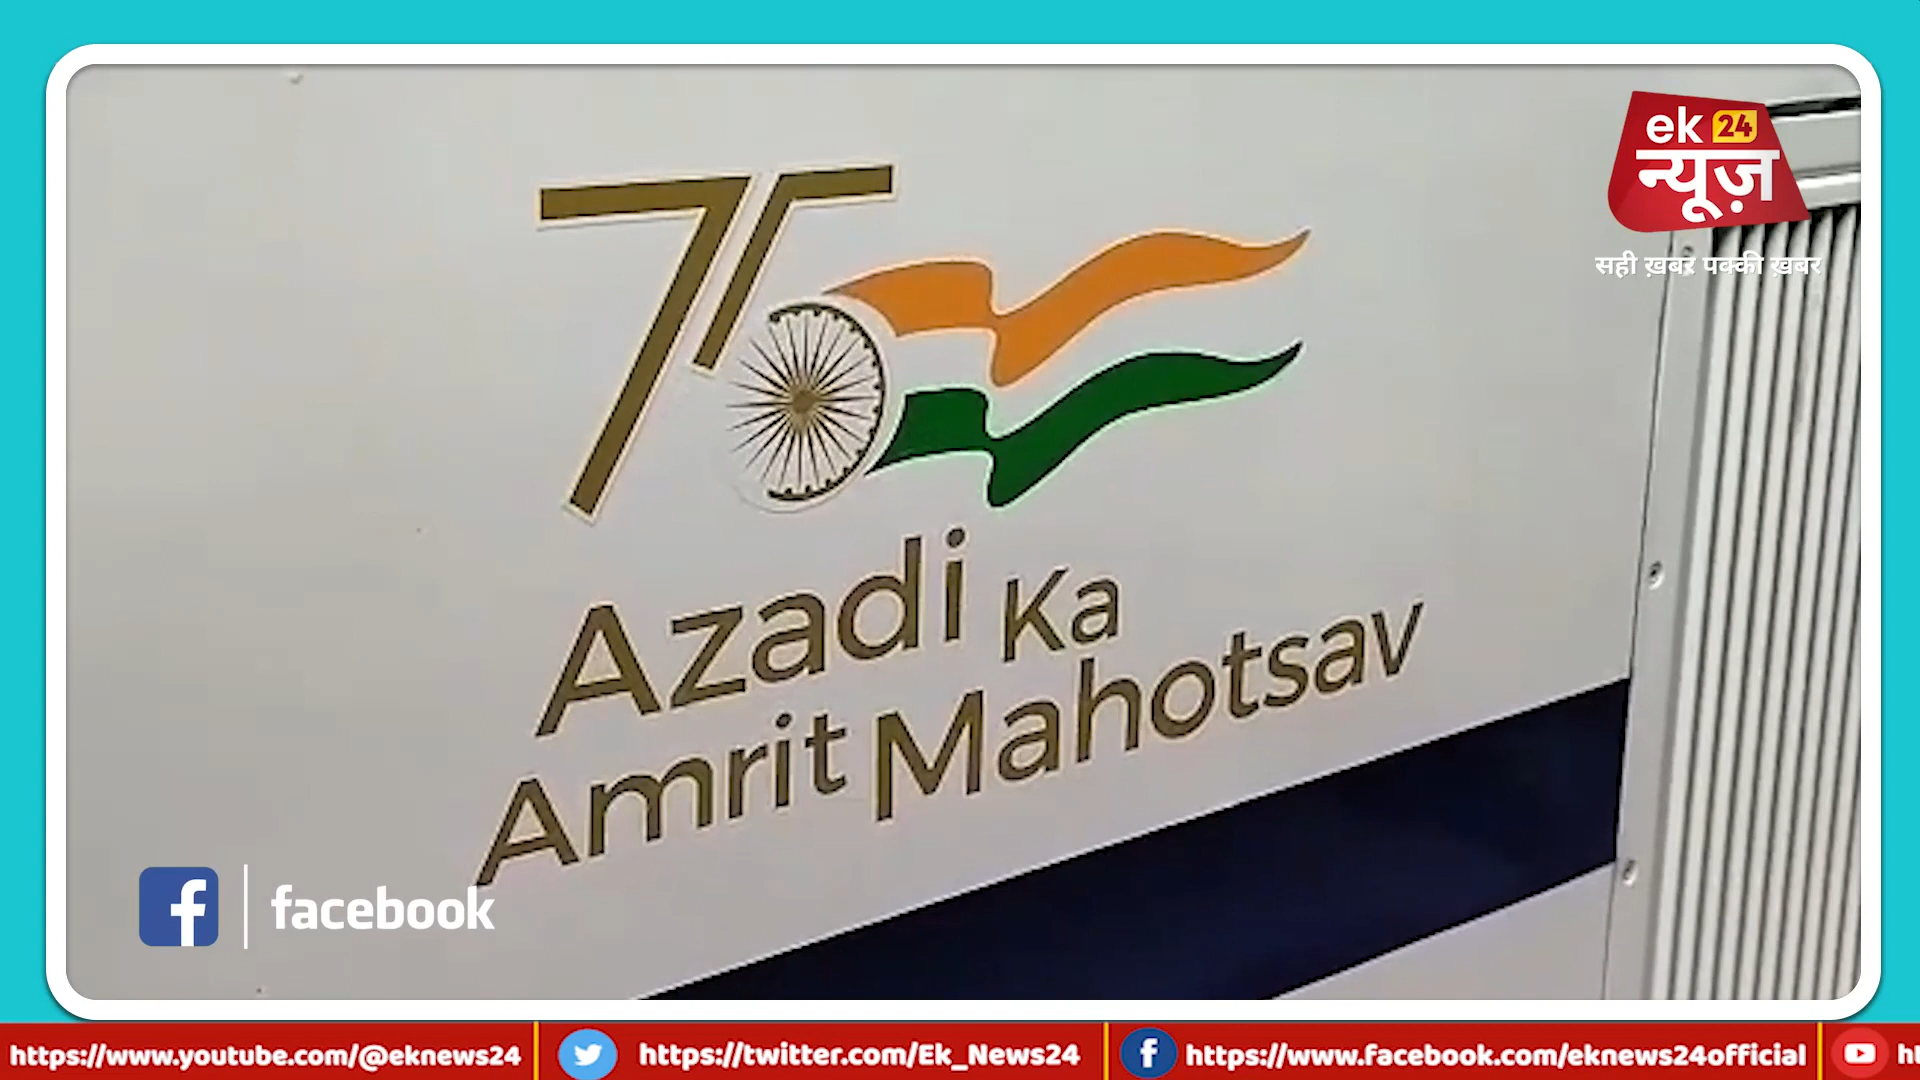 ek 24
न्यूज़
सही ख़बर पक्की ख़बर
75
Azadi Ka
Amrit Mahotsav
facebook
https://www.youtube.com/@eknews24
https://twitter.com/Ek_News24
https://www.facebook.com/eknews24official